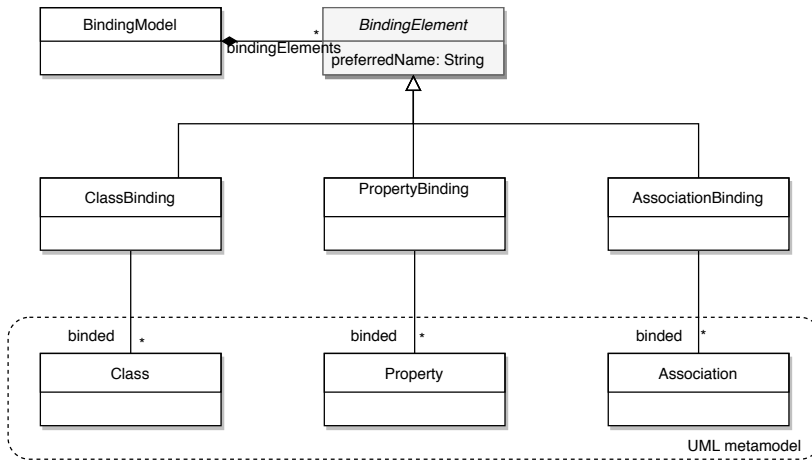 BindingModel
BindingElement
bindingElements
*
preferredName: String
ClassBinding
PropertyBinding
AssociationBinding
binded
*
binded
*
binded
*
Class
Property
Association
UML metamodel